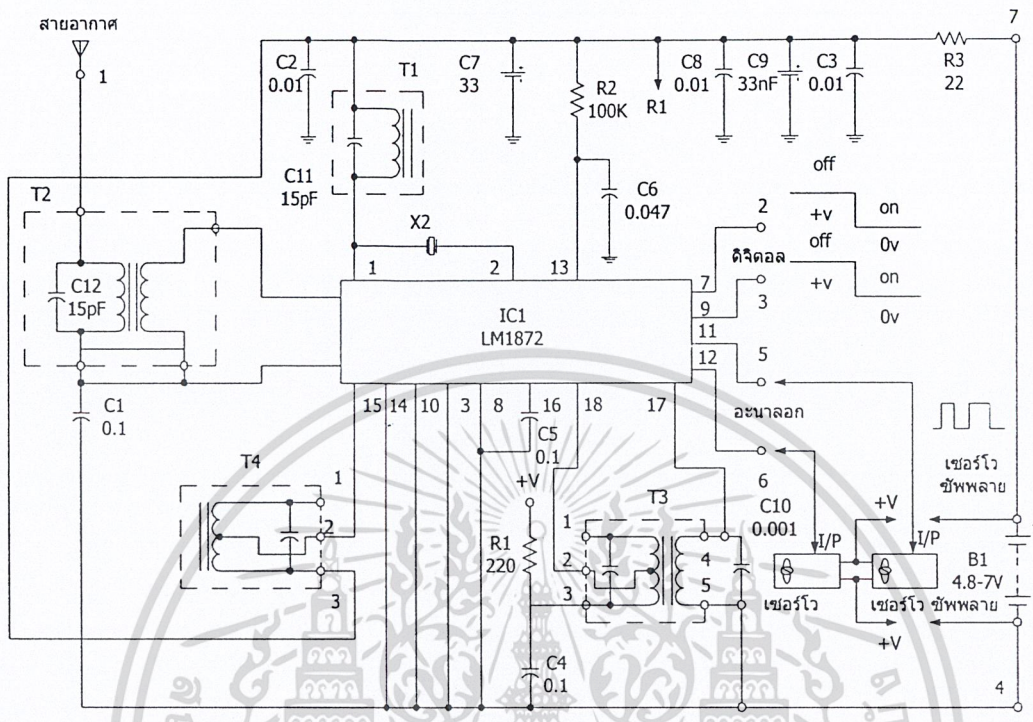 สายอากาศ
1
7
C2
0.01
T1
C7
33
R2
100K
R1
C8
0.01
C9
33nF
C3
0.01
R3
22
C11
15pF
C6
0.047
off
+v
on
off
0v
T2
X2
2
ดิจิตอล
3
+v
on
0v
1
2
13
7
9
11
12
C12
15pF
IC1
LM1872
5
อะนาลอก
6
C1
0.1
15
14
10
3
8
16
18
17
C5
0.1
T4
1
2
3
+V
R1
220
T3
1
2
3
4
5
C10
0.001
เซอร์โว
ซัพพลาย
+V
I/P
I/P
B1
4.8-7V
เซอร์โว
เซอร์โว
ซัพพลาย
+V
C4
0.1
4